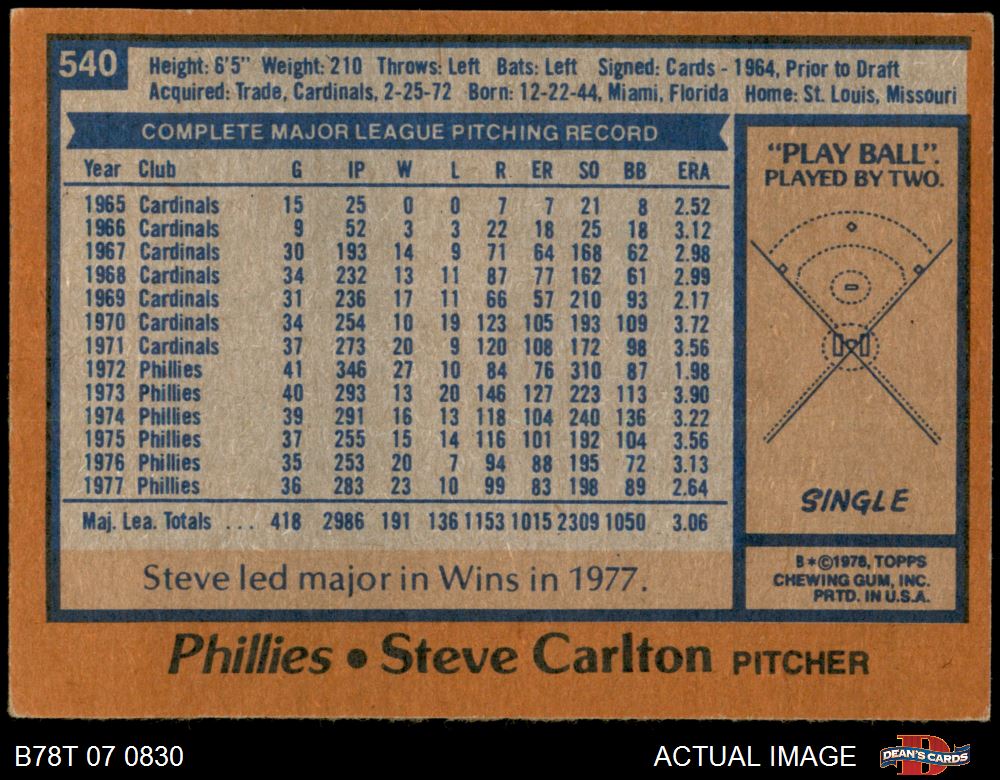 540
Height: 6'5" Weight: 210 Throws: Left Bats: Left Signed: Cards - 1964, Prior to Draft
Acquired: Trade, Cardinals, 2-25-72 Born: 12-22-44, Miami, Florida Home: St. Louis, Missouri
COMPLETE MAJOR LEAGUE PITCHING RECORD
Year Club G IP W L R ER SO BB ERA
1965 Cardinals 15 25 0 0 7 7 21 8 2.52
1966 Cardinals 9 52 3 3 22 18 25 18 3.12
1967 Cardinals 30 193 14 9 71 64 168 62 2.98
1968 Cardinals 34 232 13 11 87 77 162 61 2.99
1969 Cardinals 31 236 17 11 66 57 210 93 2.17
1970 Cardinals 34 254 10 19 123 105 193 109 3.72
1971 Cardinals 37 273 20 9 120 108 172 98 3.56
1972 Phillies 41 346 27 10 84 76 310 87 1.98
1973 Phillies 40 293 13 20 146 127 223 113 3.90
1974 Phillies 39 291 16 13 118 104 240 136 3.22
1975 Phillies 37 255 15 14 116 101 192 104 3.56
1976 Phillies 35 253 20 7 94 88 195 72 3.13
1977 Phillies 36 283 23 10 99 83 198 89 2.64
Maj. Lea. Totals ... 418 2986 191 136 1153 1015 2309 1050 3.06
Steve led major in Wins in 1977.
"PLAY BALL".
PLAYED BY TWO.
SINGLE
B*©1978, TOPPS
CHEWING GUM, INC.
PRTD. IN U.S.A.
Phillies • Steve Carlton PITCHER
B78T 07 0830
ACTUAL IMAGE
DEAN'S CARDS